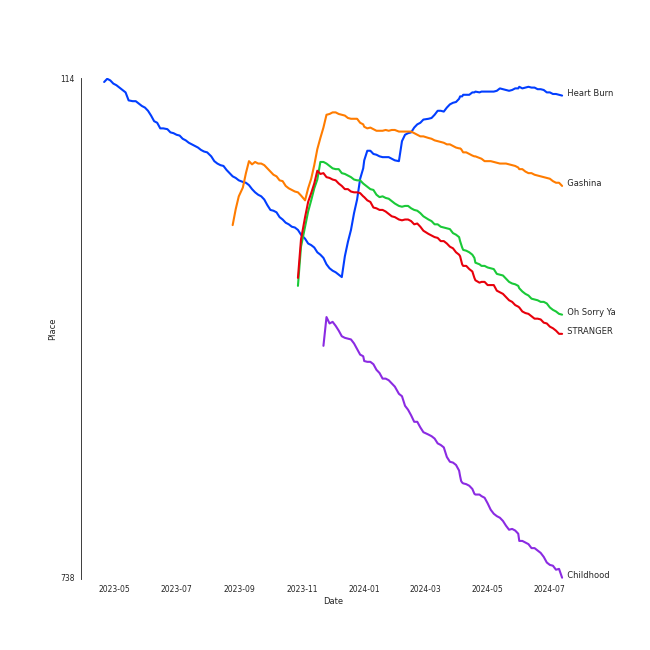 114
Heart Burn
Gashina
Oh Sorry Ya
Place
STRANGER
738
Childhood
2023-05
2023-07
2023-09
2023-11
2024-01
2024-03
2024-05
2024-07
Date